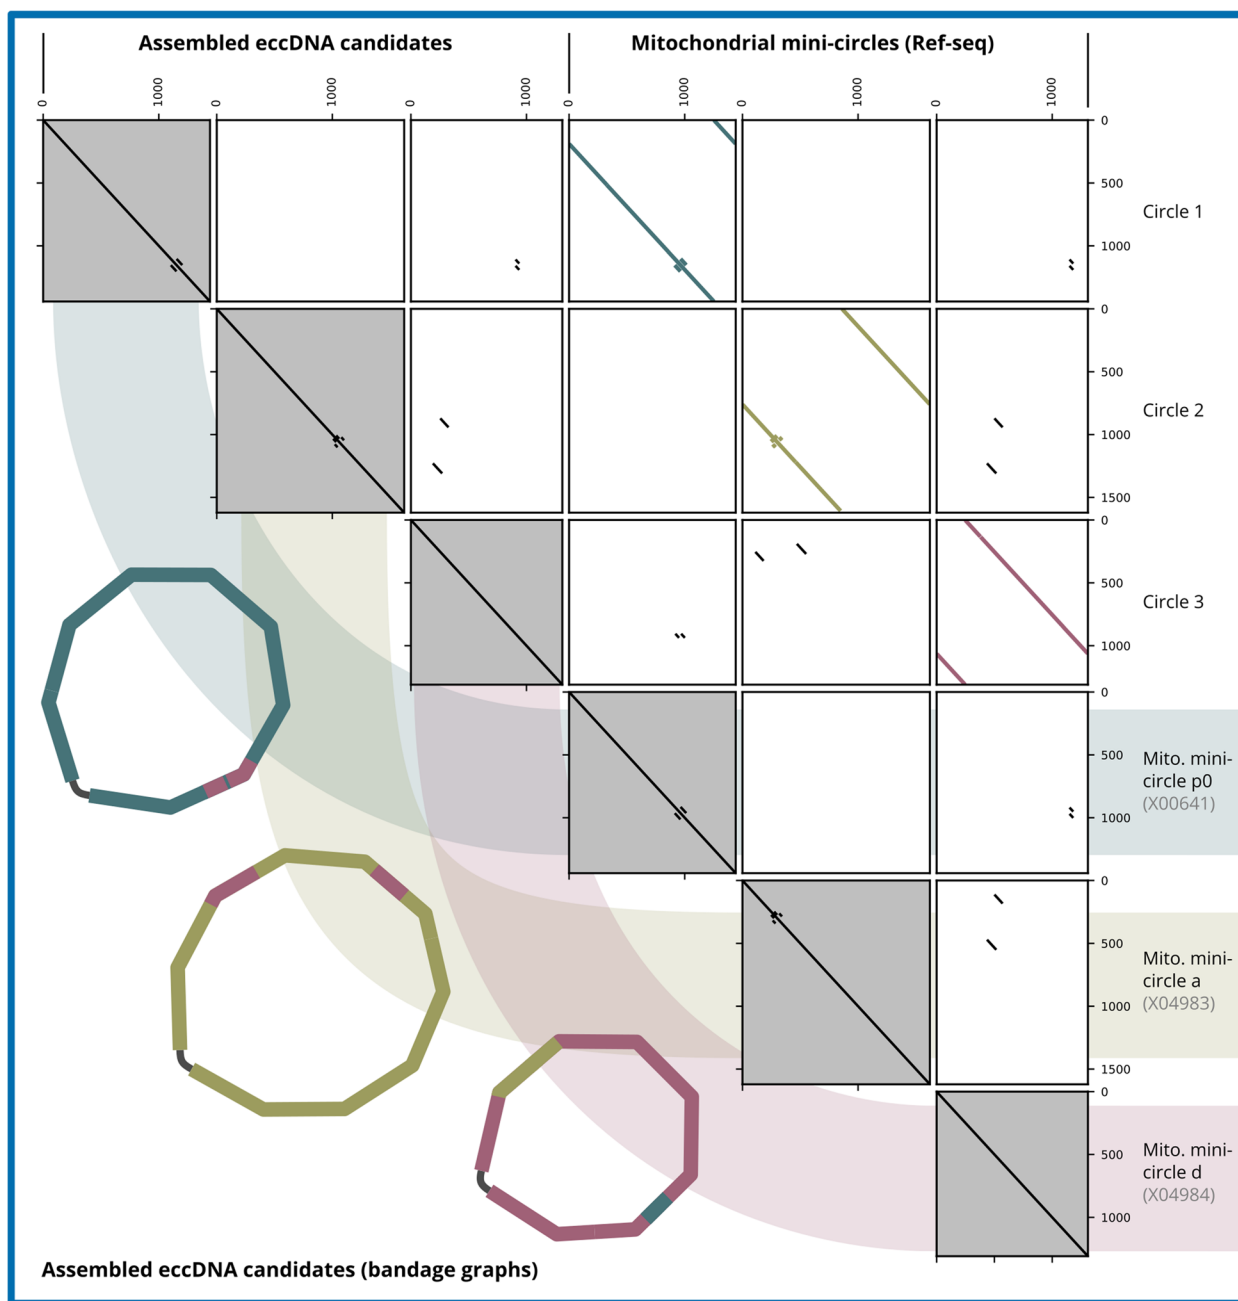 Assembled eccDNA candidates
Mitochondrial mini-circles (Ref-seq)
0 1000 0 1000 0 1000 0 1000 0 1000 0 1000
0
500
Circle 1
1000
0
500
Circle 2
1000
1500
0
500
Circle 3
1000
0
500
Mito. mini-
circle p0
(X00641)
1000
0
500
Mito. mini-
circle a
(X04983)
1000
1500
0
500
Mito. mini-
circle d
(X04984)
1000
Assembled eccDNA candidates (bandage graphs)